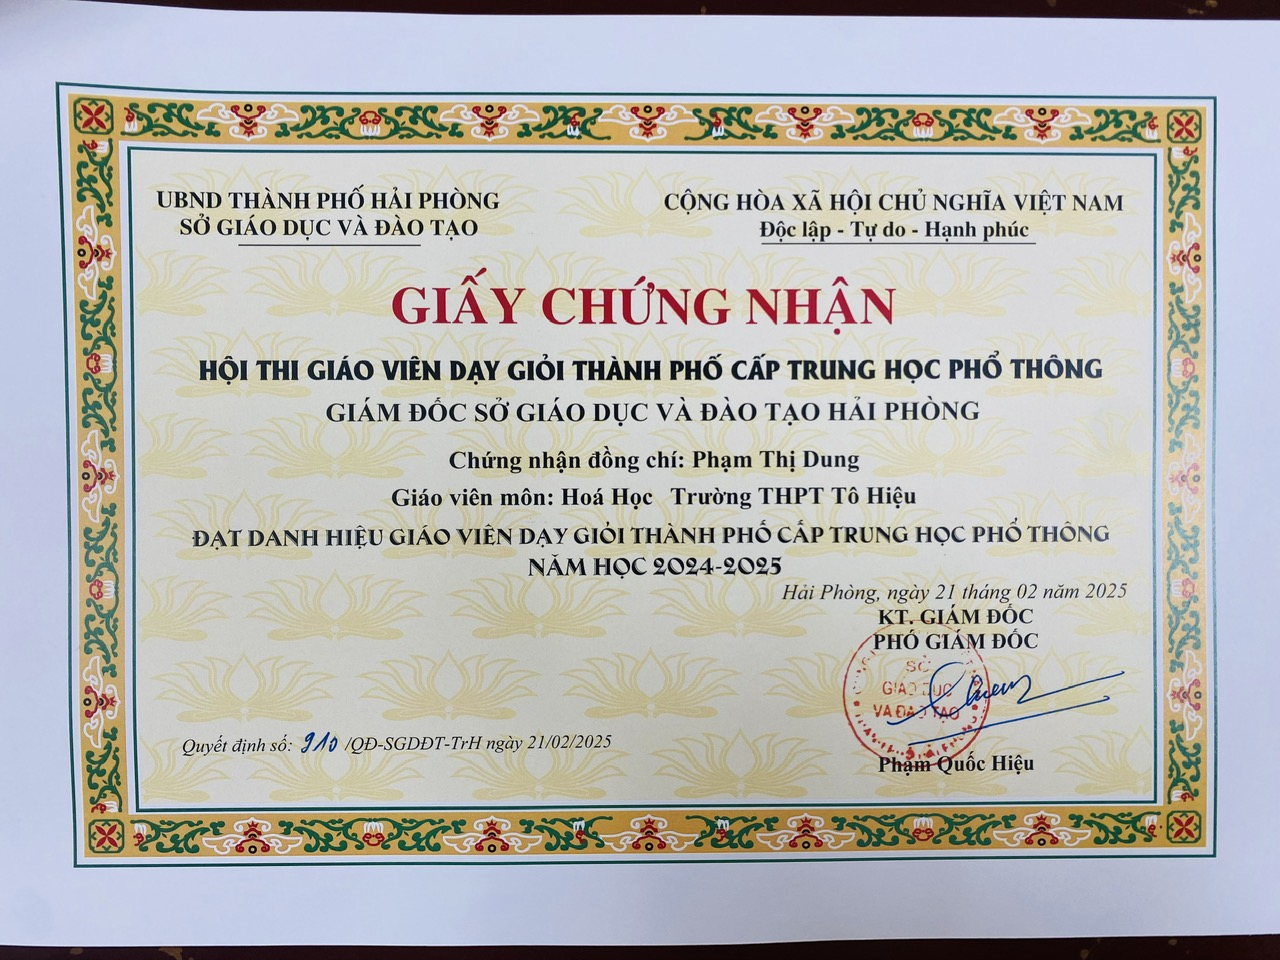 UBND THÀNH PHỐ HẢI PHÒNG
SỞ GIÁO DỤC VÀ ĐÀO TẠO
CỘNG HÒA XÃ HỘI CHỦ NGHĨA VIỆT NAM
Độc lập - Tự do - Hạnh phúc
GIẤY CHỨNG NHẬN
HỘI THI GIÁO VIÊN DẠY GIỎI THÀNH PHỐ CẤP TRUNG HỌC PHỔ THÔNG
GIÁM ĐỐC SỞ GIÁO DỤC VÀ ĐÀO TẠO HẢI PHÒNG
Chứng nhận đồng chí: Phạm Thị Dung
Giáo viên môn: Hoá Học Trường THPT Tô Hiệu
ĐẠT DANH HIỆU GIÁO VIÊN DẠY GIỎI THÀNH PHỐ CẤP TRUNG HỌC PHỔ THÔNG
NĂM HỌC 2024-2025
Hải Phòng, ngày 21 tháng 02 năm 2025
KT. GIÁM ĐỐC
PHÓ GIÁM ĐỐC
SỞ
GIÁO DỤC
VÀ ĐÀO TẠO
Quyết định số: 910 /QĐ-SGDĐT-TrH ngày 21/02/2025
Phạm Quốc Hiệu